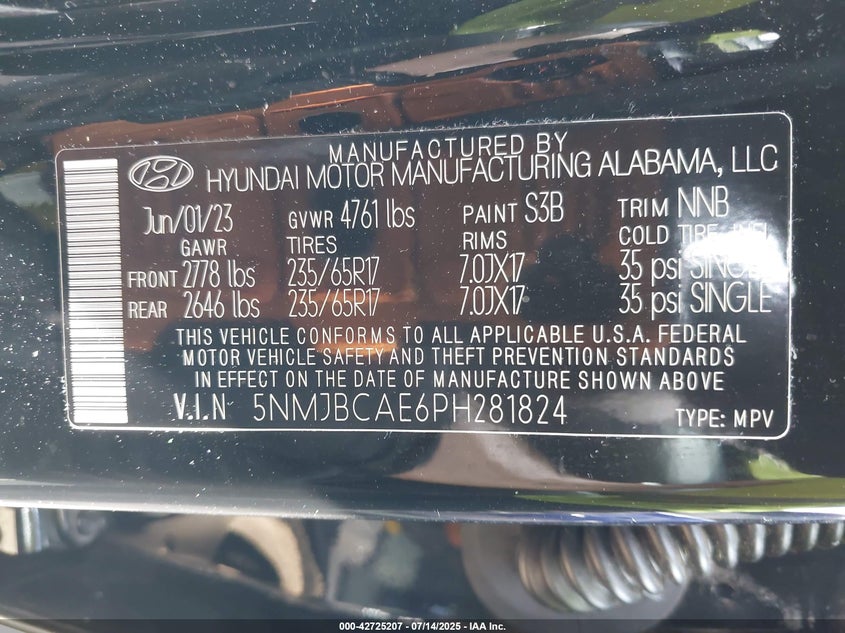 MANUFACTURED BY
HYUNDAI MOTOR MANUFACTURING ALABAMA, LLC
Jun/01/23 GVWR 4761 lbs PAINT S3B TRIM NNB
GAWR TIRES RIMS COLD TIRE INFL
FRONT 2778 lbs 235/65R17 7.0JX17 35 psi SINGLE
REAR 2646 lbs 235/65R17 7.0JX17 35 psi SINGLE
THIS VEHICLE CONFORMS TO ALL APPLICABLE U.S.A. FEDERAL
MOTOR VEHICLE SAFETY AND THEFT PREVENTION STANDARDS
IN EFFECT ON THE DATE OF MANUFACTURE SHOWN ABOVE
V.I.N 5NMJBCAE6PH281824 TYPE: MPV
000-42725207 - 07/14/2025 - IAA Inc.